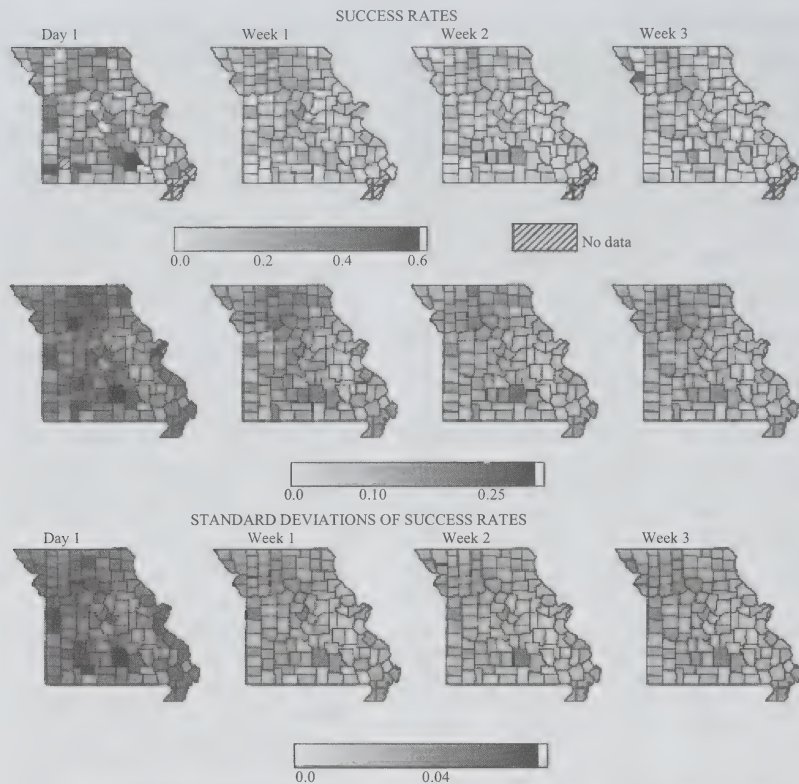 SUCCESS RATES
Day 1 Week 1 Week 2 Week 3
0.0 0.2 0.4 0.6
No data
0.0 0.10 0.25
STANDARD DEVIATIONS OF SUCCESS RATES
Day 1 Week 1 Week 2 Week 3
0.0 0.04